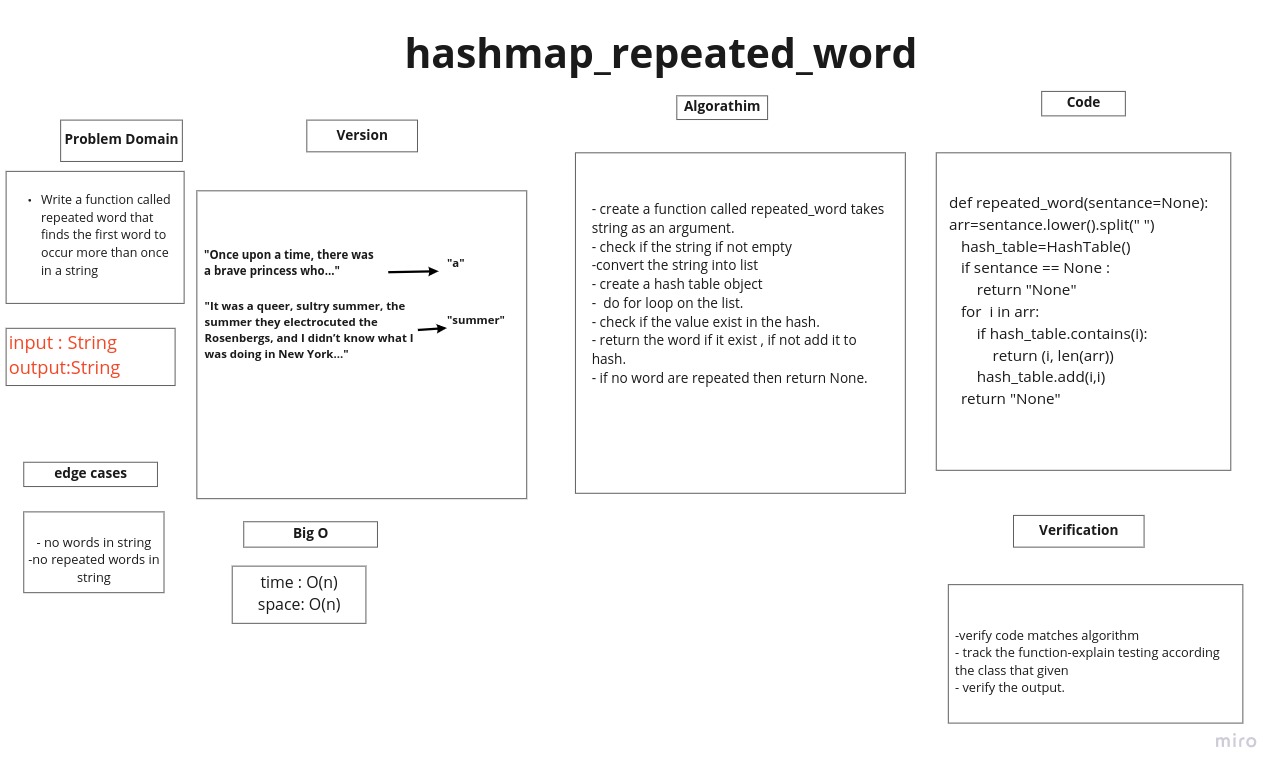 hashmap_repeated_word
Problem Domain
• Write a function called
repeated word that
finds the first word to
occur more than once
in a string
input : String
output:String
edge cases
- no words in string
-no repeated words in
string
Version
"Once upon a time, there was
a brave princess who..."
"a"
"It was a queer, sultry summer, the
summer they electrocuted the
Rosenbergs, and I didn’t know what I
was doing in New York..."
"summer"
Big O
time : O(n)
space: O(n)
Algorathim
- create a function called repeated_word takes
string as an argument.
- check if the string if not empty
-convert the string into list
- create a hash table object
-  do for loop on the list.
- check if the value exist in the hash.
- return the word if it exist , if not add it to
hash.
- if no word are repeated then return None.
Code
def repeated_word(sentance=None):
arr=sentance.lower().split(" ")
   hash_table=HashTable()
   if sentance == None :
       return "None"
   for  i in arr:
       if hash_table.contains(i):
           return (i, len(arr))
       hash_table.add(i,i)
   return "None"
Verification
-verify code matches algorithm
- track the function-explain testing according
the class that given
- verify the output.
miro